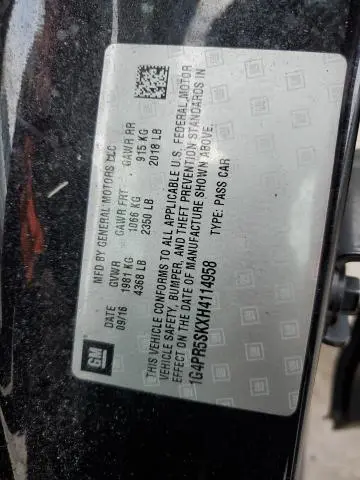 MFD BY GENERAL MOTORS LLC
DATE GVWR GAWR FRT GAWR RR
09/16 1981 KG 1066 KG 915 KG
4368 LB 2350 LB 2018 LB
THIS VEHICLE CONFORMS TO ALL APPLICABLE U.S. FEDERAL MOTOR
VEHICLE SAFETY, BUMPER, AND THEFT PREVENTION STANDARDS IN
EFFECT ON THE DATE OF MANUFACTURE SHOWN ABOVE.
1G4PR5SKXH4114958 TYPE: PASS CAR
GM